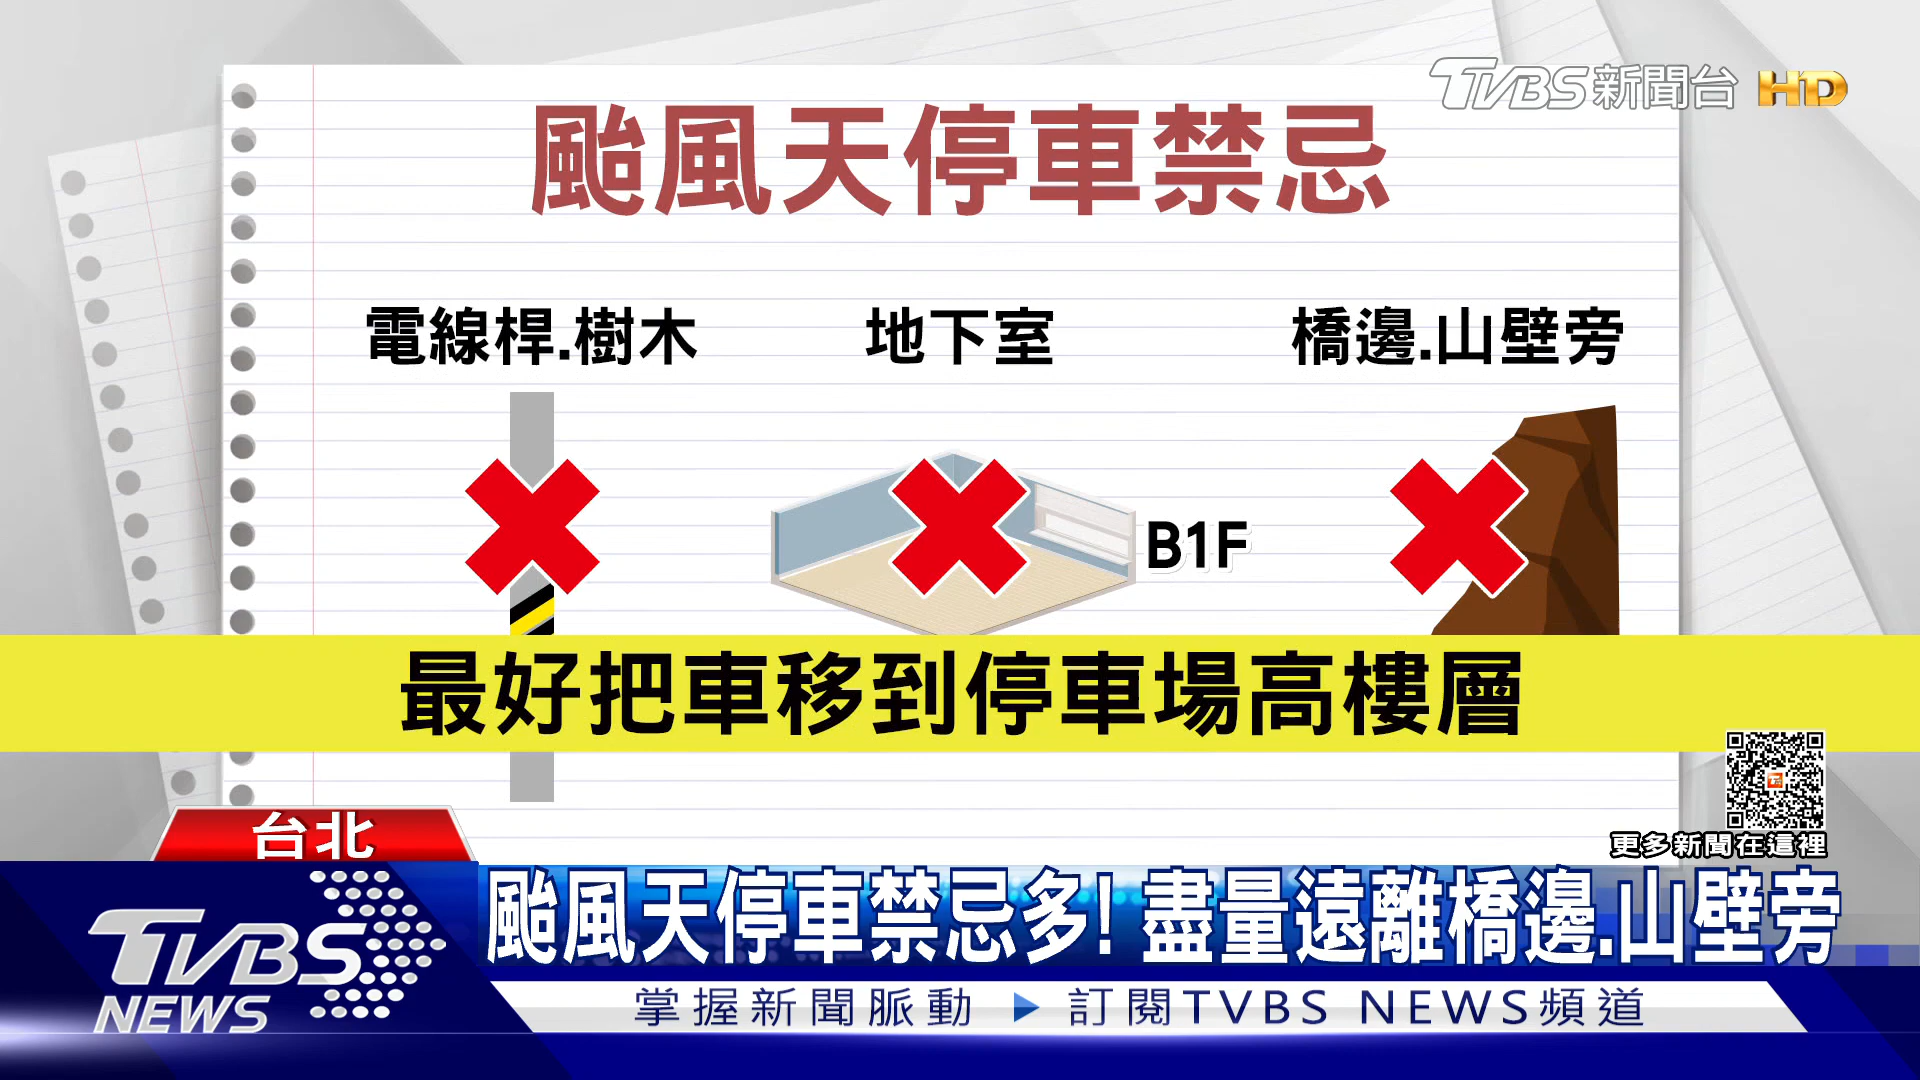 TVBS新聞台 HD
颱風天停車禁忌
電線桿.樹木 地下室 橋邊.山壁旁
B1F
最好把車移到停車場高樓層
更多新聞在這裡
台北
颱風天停車禁忌多! 盡量遠離橋邊.山壁旁
TVBS NEWS
掌握新聞脈動 ▶ 訂閱TVBS NEWS頻道